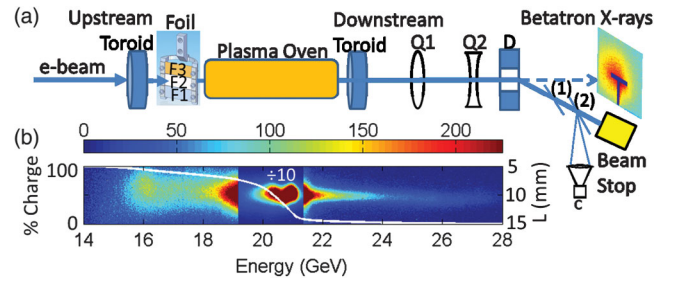 (a) Upstream Toroid
Foil
F3
F2
F1
e-beam
Plasma Oven
Downstream
Toroid
Q1
Q2
D
Betatron X-rays
(1)
(2)
Beam
Stop
c
(b)
0 50 100 150 200
÷10
% Charge
100
0
5
10
15
L (mm)
14 16 18 20 22 24 26 28
Energy (GeV)